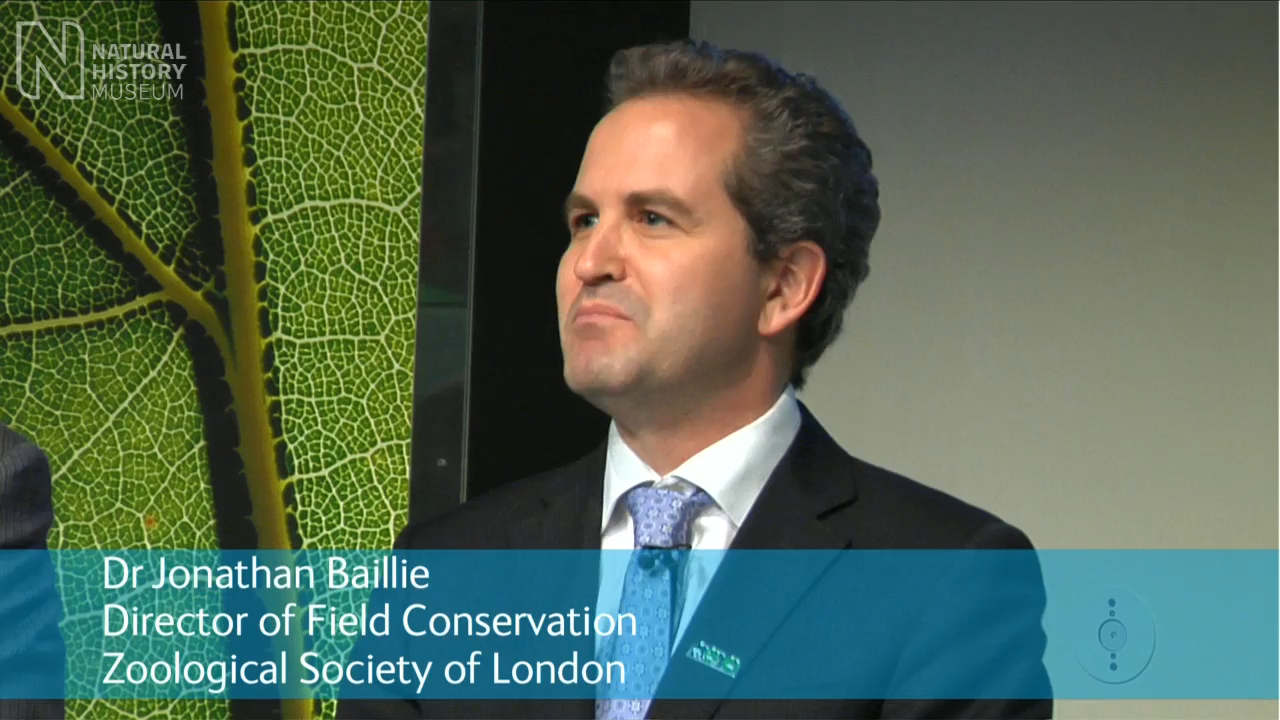 NATURAL
HISTORY
MUSEUM
Dr Jonathan Baillie
Director of Field Conservation
Zoological Society of London